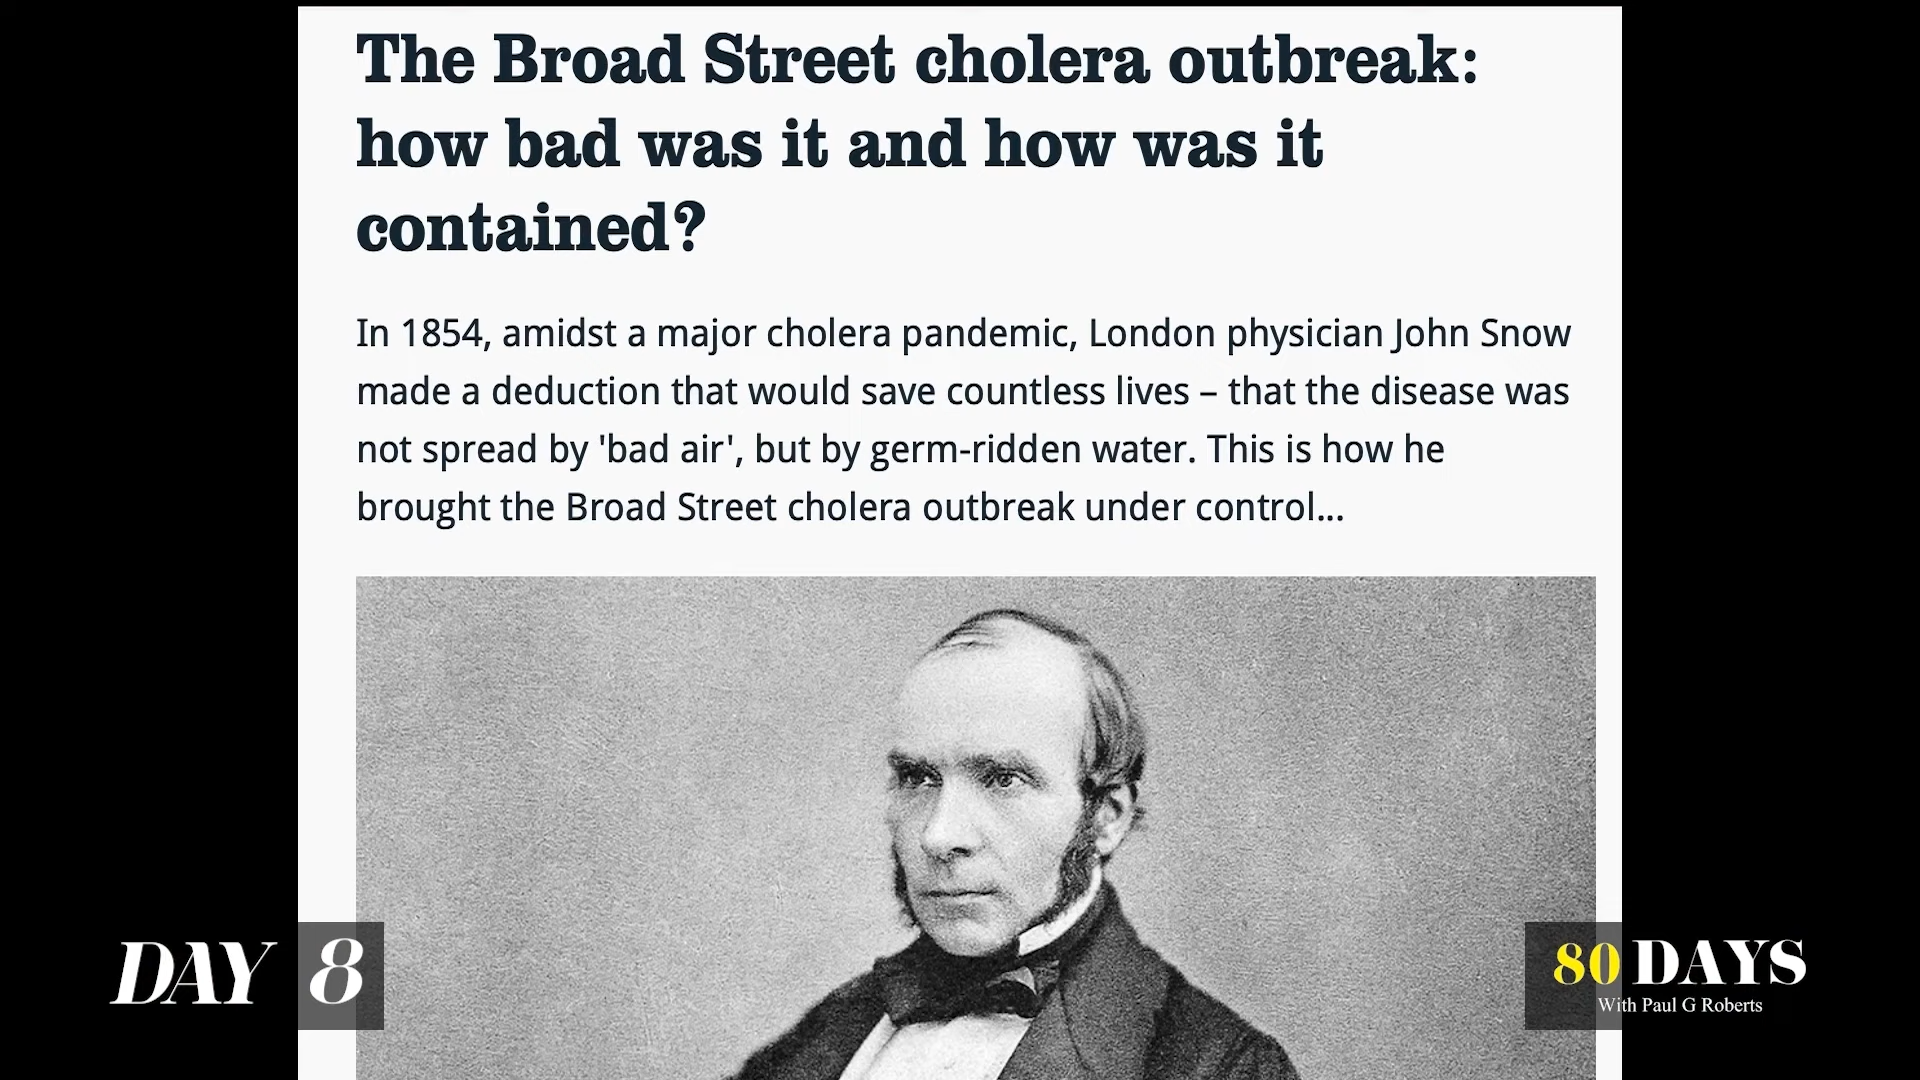 The Broad Street cholera outbreak:
how bad was it and how was it
contained?
In 1854, amidst a major cholera pandemic, London physician John Snow
made a deduction that would save countless lives – that the disease was
not spread by 'bad air', but by germ-ridden water. This is how he
brought the Broad Street cholera outbreak under control...
DAY 8
80 DAYS
With Paul G Roberts